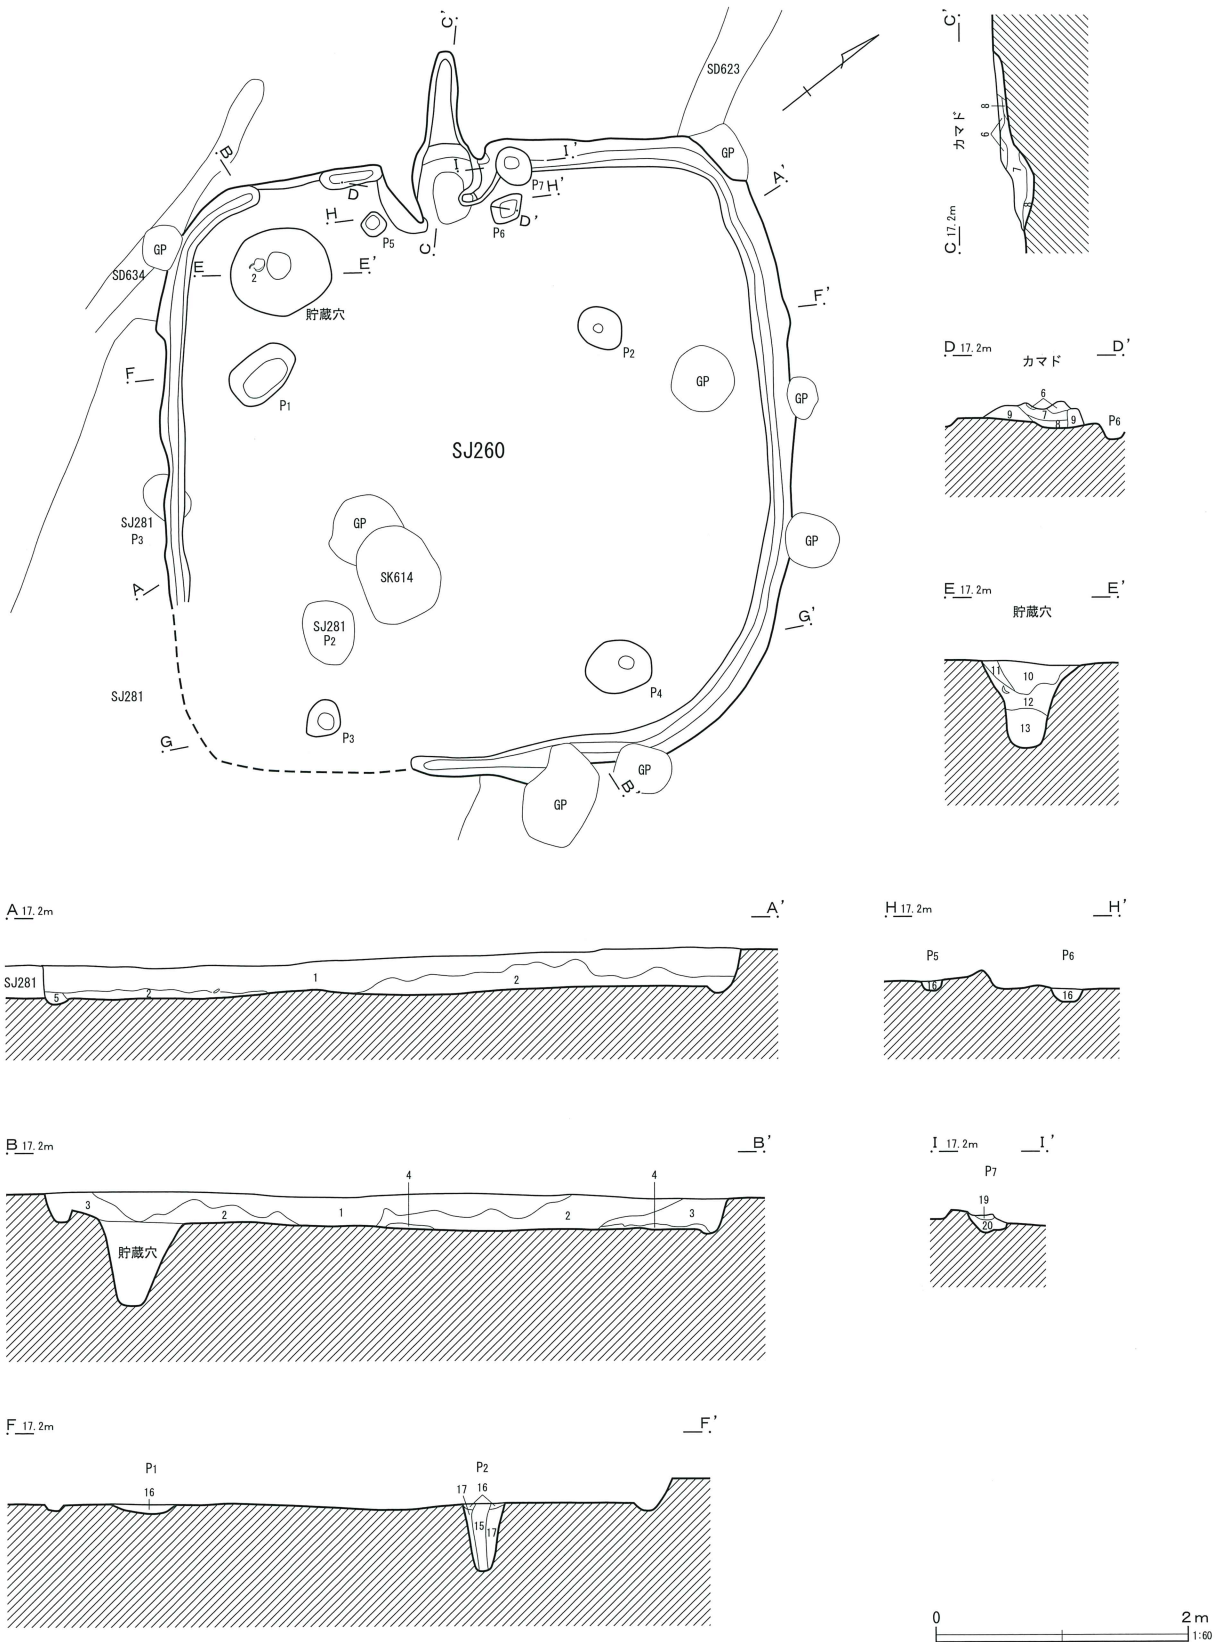 C'
SD623
GP
B
I
I'
A'
D
P7
H'
H
P5
P6
D'
C
GP
SD634
E
2
E'
貯蔵穴
F'
P2
F
P1
GP
GP
SJ260
SJ281
P3
GP
GP
SK614
A
SJ281
P2
G'
SJ281
P4
G
P3
GP
B'
GP
C'
カマド
8
6
7
8
C 17.2m
D 17.2m
D'
カマド
6
9
7
8
9
P6
E 17.2m
E'
貯蔵穴
11
10
12
13
A 17.2m
A'
SJ281
5
2
1
2
H 17.2m
H'
P5
P6
16
16
B 17.2m
B'
4
4
3
2
1
2
3
貯蔵穴
I 17.2m
I'
P7
19
20
F 17.2m
F'
P1
P2
16
17
16
15
17
0
2m
1:60